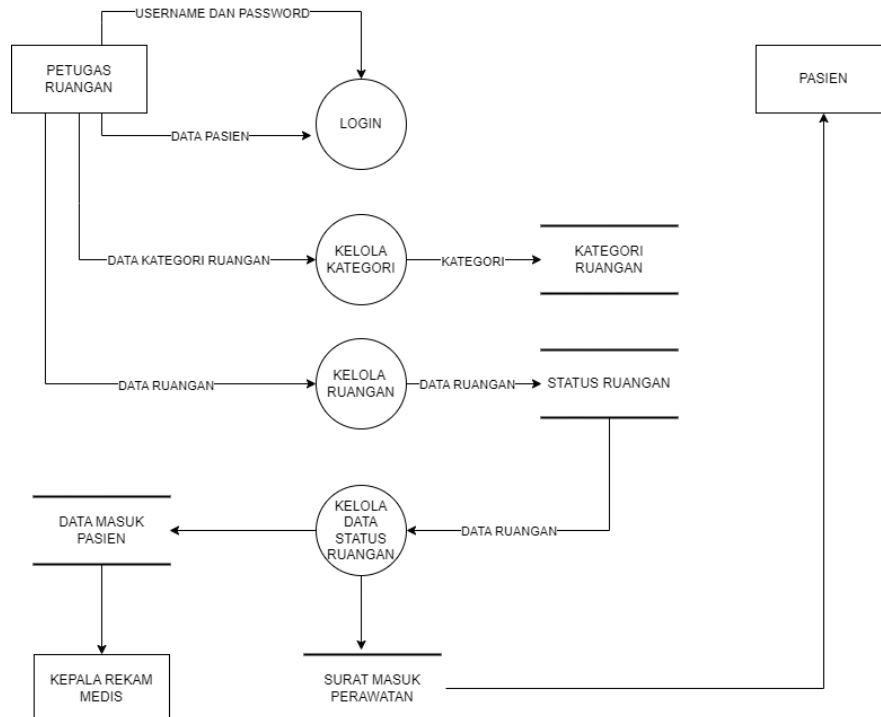 USERNAME DAN PASSWORD
PETUGAS
RUANGAN
PASIEN
LOGIN
DATA PASIEN
DATA KATEGORI RUANGAN
KELOLA
KATEGORI
KATEGORI
KATEGORI
RUANGAN
DATA RUANGAN
KELOLA
RUANGAN
DATA RUANGAN
STATUS RUANGAN
DATA MASUK
PASIEN
KELOLA
DATA
STATUS
RUANGAN
DATA RUANGAN
KEPALA REKAM
MEDIS
SURAT MASUK
PERAWATAN